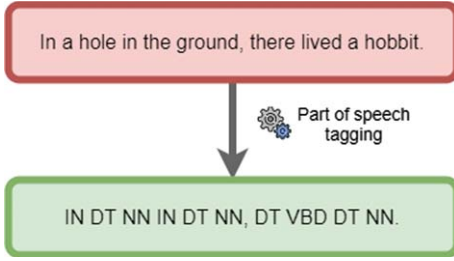 In a hole in the ground, there lived a hobbit.
Part of speech
tagging
IN DT NN IN DT NN, DT VBD DT NN.